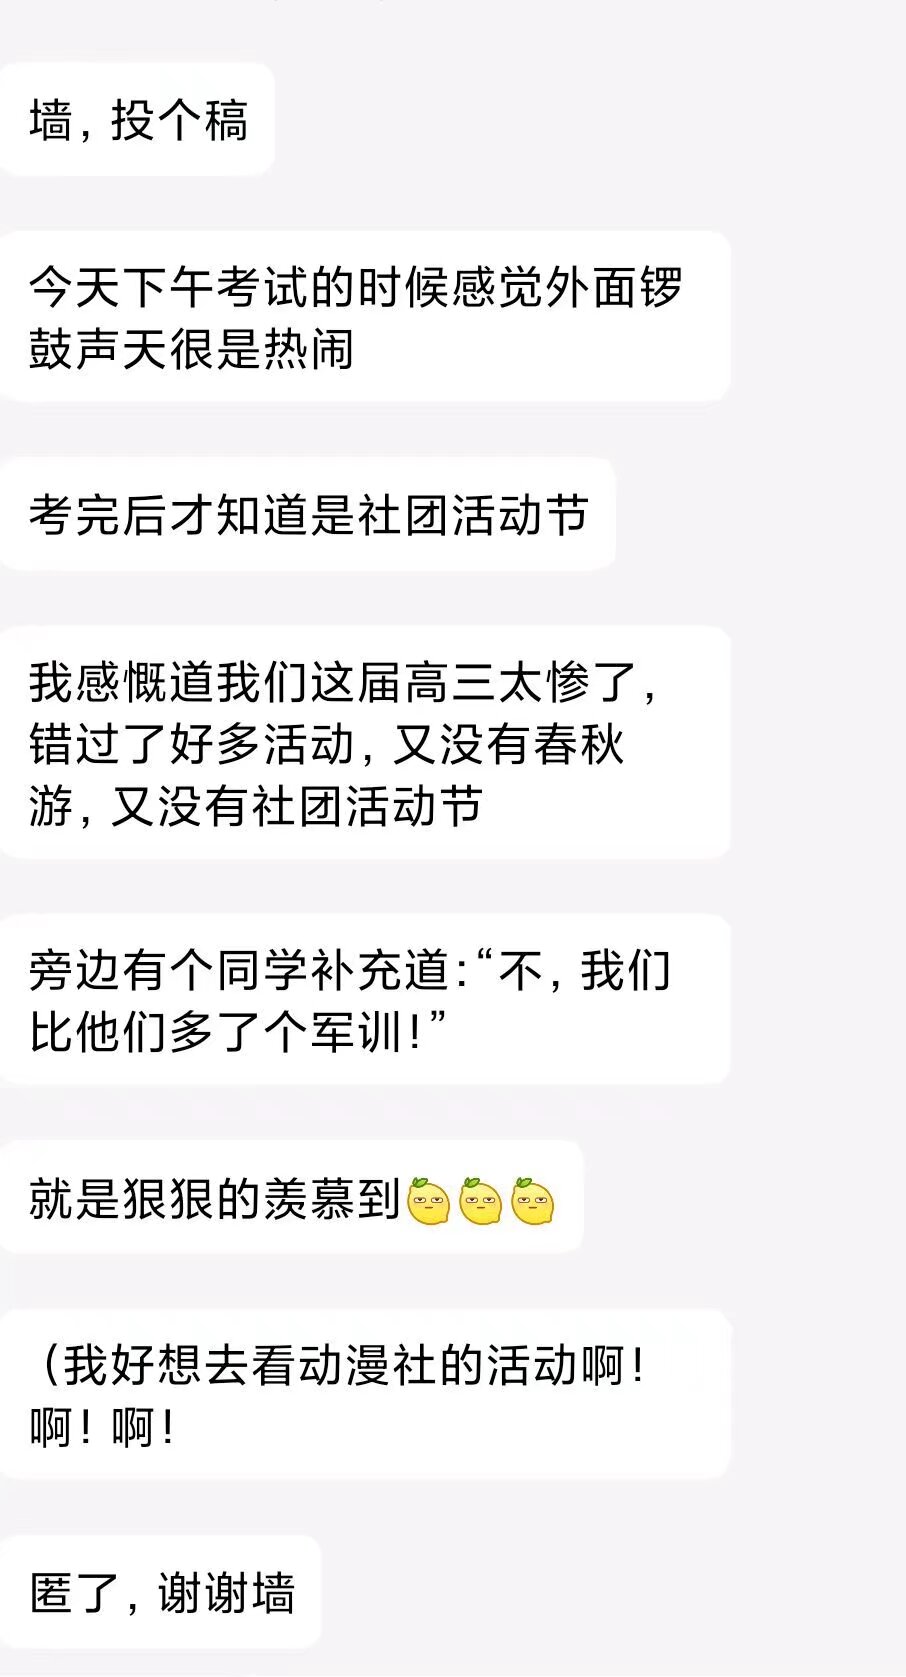 墙，投个稿
今天下午考试的时候感觉外面锣
鼓声天很是热闹
考完后才知道是社团活动节
我感慨道我们这届高三太惨了，
错过了好多活动，又没有春秋
游，又没有社团活动节
旁边有个同学补充道：“不，我们
比他们多了个军训！”
就是狠狠的羡慕到🍋🍋🍋
（我好想去看动漫社的活动啊！
啊！啊！
匿了，谢谢墙